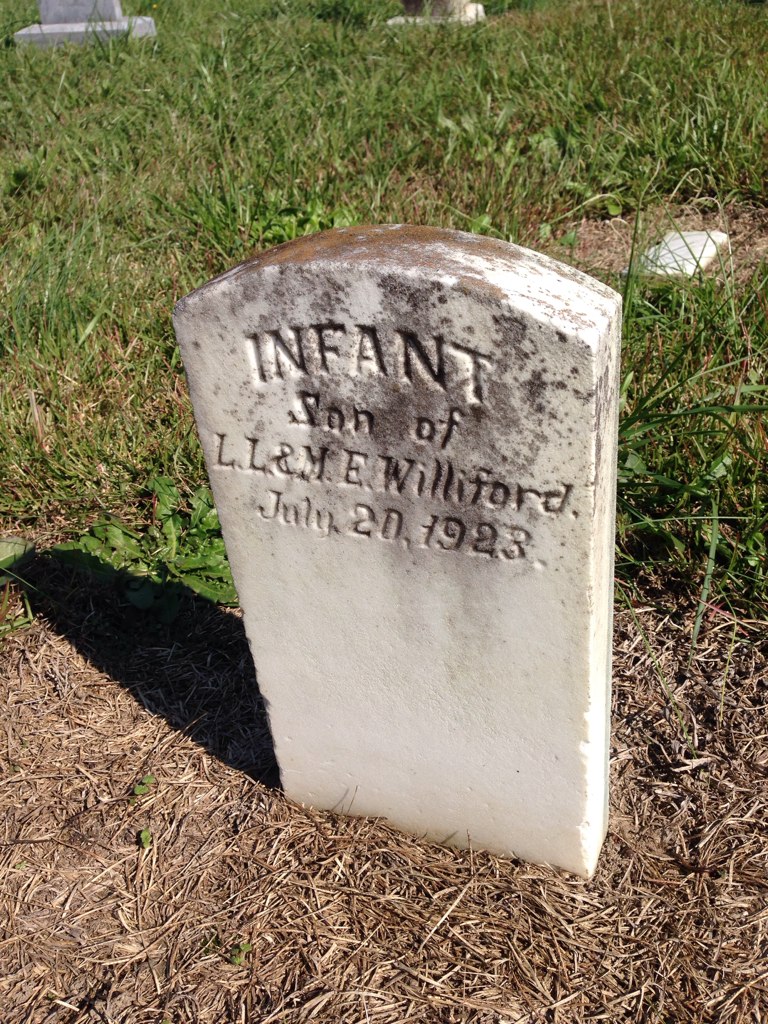 INFANT
Son of
L.L.&M.E.Williford.
July. 20, 1923.